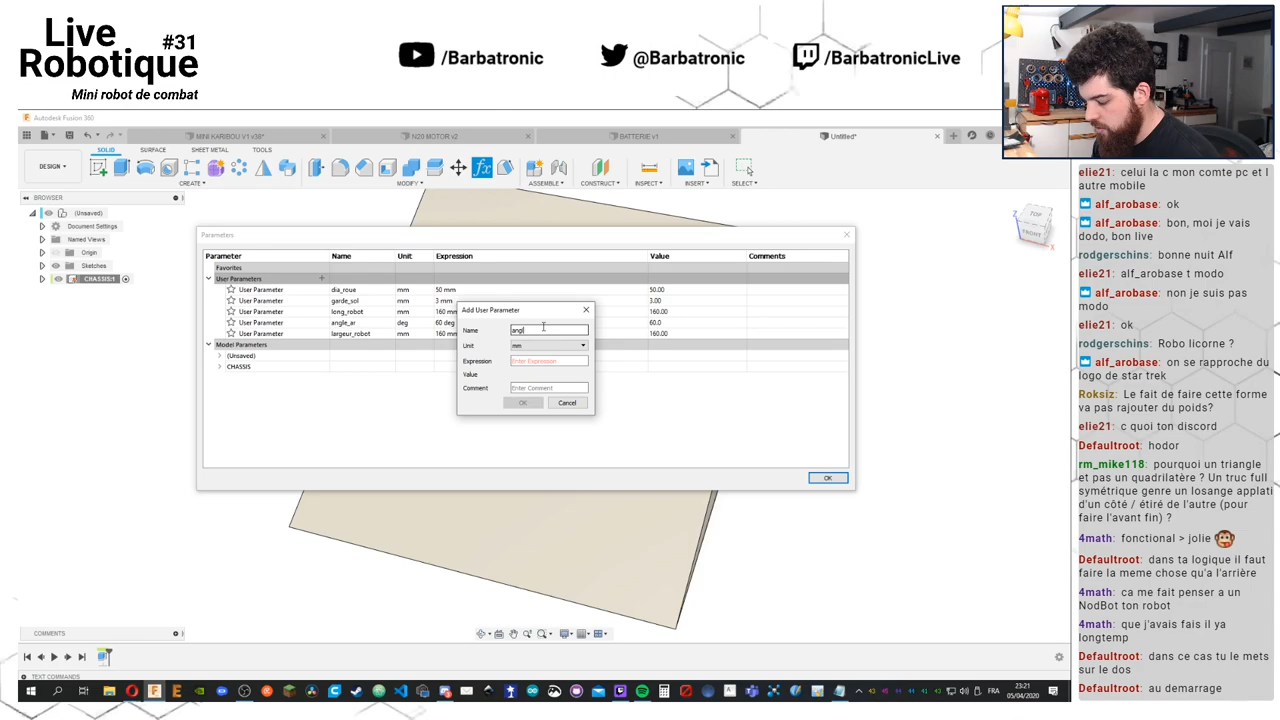 Live
Robotique #31
Mini robot de combat
/Barbatronic
@Barbatronic
/BarbatronicLive
Autodesk Fusion 360
MINI KARIBOU V1 v38*
N20 MOTOR v2
BATTERIE v1
Untitled*
SOLID SURFACE SHEET METAL TOOLS
DESIGN
CREATE MODIFY ASSEMBLE CONSTRUCT INSPECT INSERT SELECT
BROWSER
(Unsaved)
Document Settings
Named Views
Origin
Sketches
CHASSIS:1
TOP
FRONT
Z
X
Parameters
Parameter Name Unit Expression Value Comments
Favorites
User Parameters +
User Parameter dia_roue mm 50 mm 50.00
User Parameter garde_sol mm 3 mm 3.00
User Parameter long_robot mm 160 mm 160.00
User Parameter angle_ar deg 60 deg 60.0
User Parameter largeur_robot mm 160 mm 160.00
Model Parameters
(Unsaved)
CHASSIS
OK
Add User Parameter
Name angl
Unit mm
Expression Enter Expression
Value
Comment Enter Comment
OK Cancel
COMMENTS
TEXT COMMANDS
FRA
23:21
05/04/2020
elie21: celui la c mon comte pc et l
autre mobile
alf_arobase: ok
alf_arobase: bon, moi je vais
dodo, bon live
rodgerschins: bonne nuit Alf
elie21: alf_arobase t modo
elie21: non je suis pas
modo
elie21: ok
rodgerschins: Robo licorne ?
alf_arobase: on se rapproche du
logo de star trek
Roksiz: Le fait de faire cette forme
va pas rajouter du poids?
elie21: c quoi ton discord
Defaultroot: hodor
rm_mike118: pourquoi un triangle
et pas un quadrilatère ? Un truc full
symétrique genre un losange applati
d'un côté / étiré de l'autre (pour
faire l'avant fin) ?
4math: fonctional > jolie
Defaultroot: dans ta logique il faut
faire la meme chose qu'a l'arrière
4math: ca me fait penser a un
NodBot ton robot
4math: que j'avais fais il ya
longtemp
Defaultroot: dans ce cas tu le mets
sur le dos
Defaultroot: au demarrage